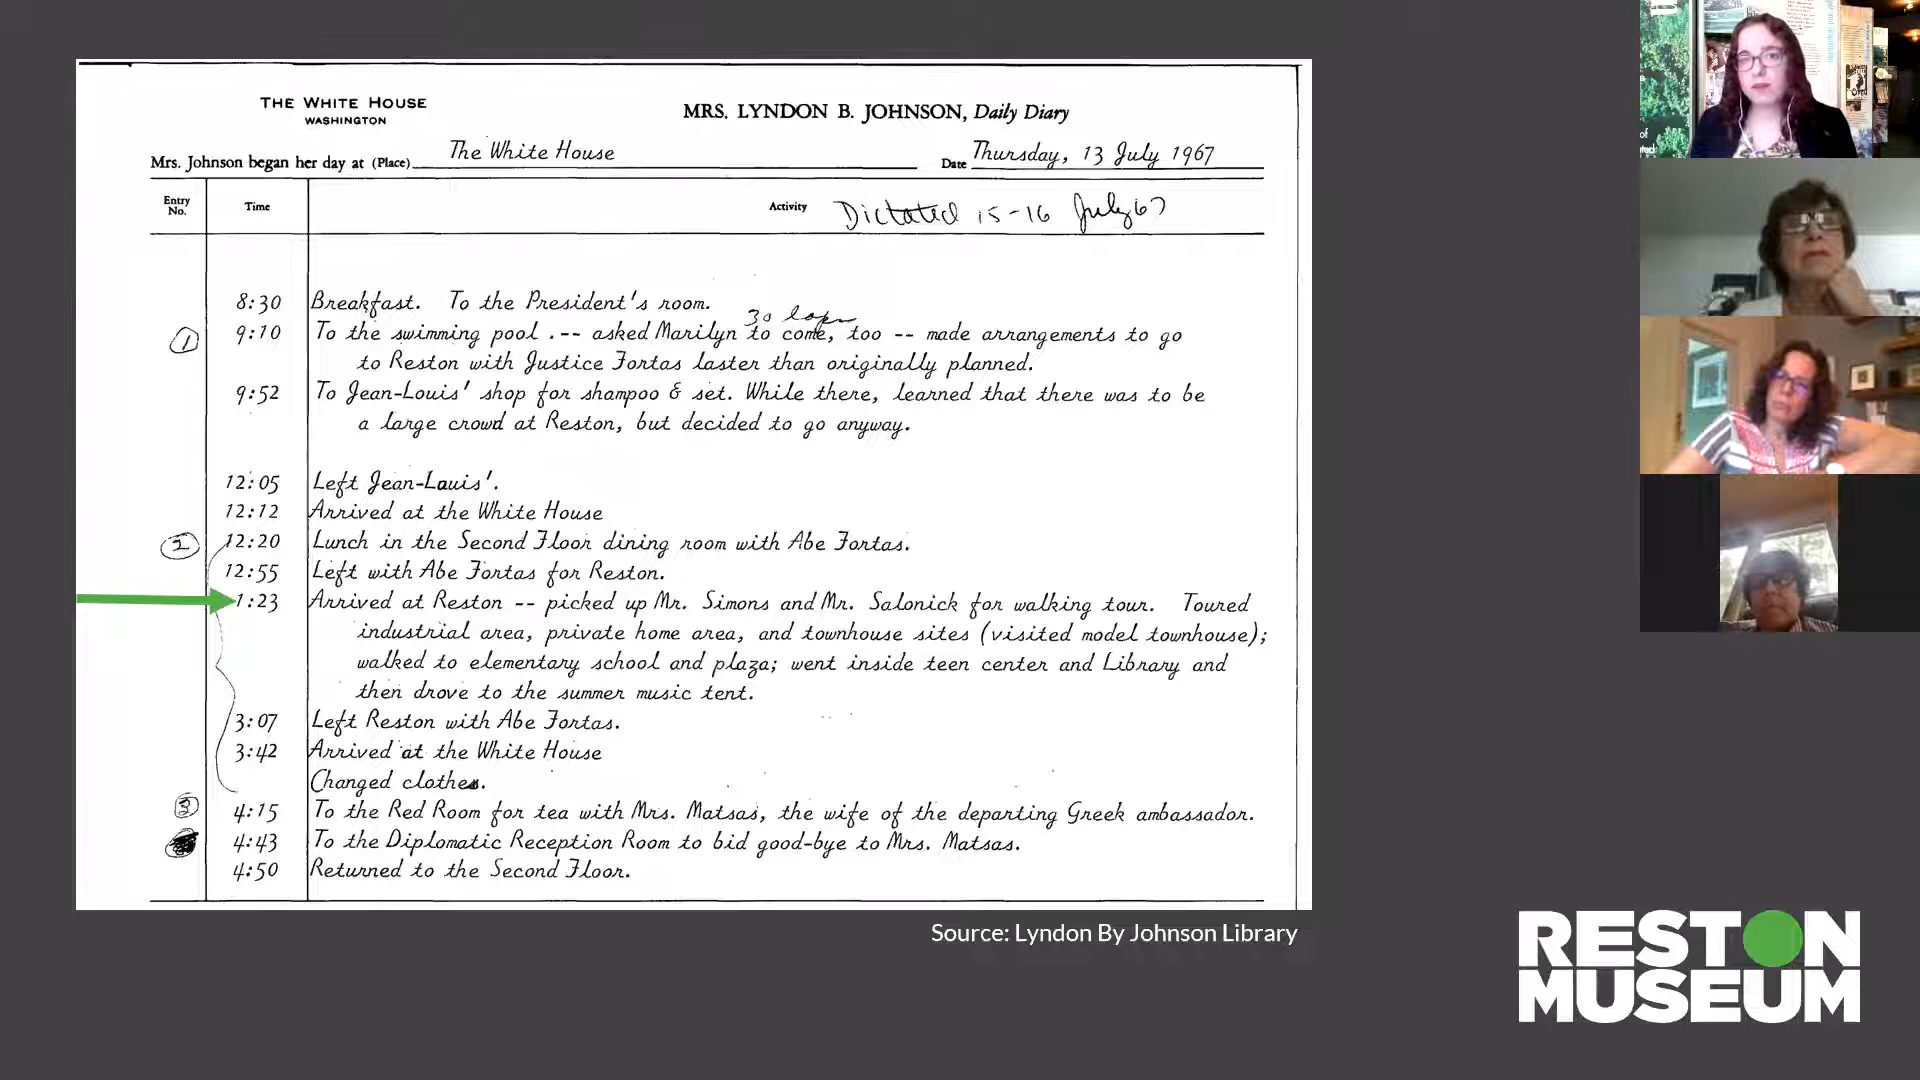 THE WHITE HOUSE
WASHINGTON
MRS. LYNDON B. JOHNSON, Daily Diary
Mrs. Johnson began her day at (Place) The White House Date Thursday, 13 July 1967
Entry No. Time Activity Dictated 15-16 July 67
8:30 Breakfast. To the President's room.
30 laps
1 9:10 To the swimming pool .-- asked Marilyn to come, too -- made arrangements to go
to Reston with Justice Fortas laster than originally planned.
9:52 To Jean-Louis' shop for shampoo & set. While there, learned that there was to be
a large crowd at Reston, but decided to go anyway.
12:05 Left Jean-Lauis'.
12:12 Arrived at the White House
2 12:20 Lunch in the Second Floor dining room with Abe Fortas.
12:55 Left with Abe Fortas for Reston.
1:23 Arrived at Reston -- picked up Mr. Simons and Mr. Salonick for walking tour. Toured
industrial area, private home area, and townhouse sites (visited model townhouse);
walked to elementary school and plaza; went inside teen center and Library and
then drove to the summer music tent.
3:07 Left Reston with Abe Fortas.
3:42 Arrived at the White House
Changed clothes.
3 4:15 To the Red Room for tea with Mrs. Matsas, the wife of the departing Greek ambassador.
4:43 To the Diplomatic Reception Room to bid good-bye to Mrs. Matsas.
4:50 Returned to the Second Floor.
Source: Lyndon By Johnson Library
RESTON
MUSEUM